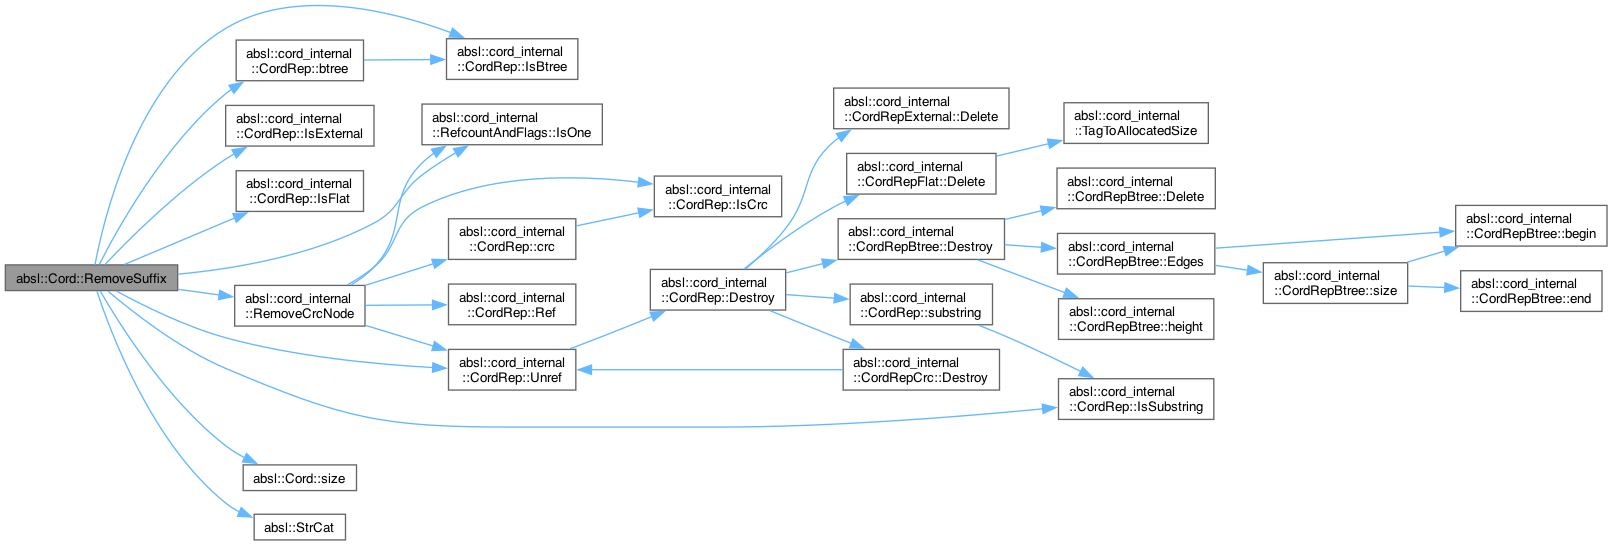 absl::Cord::RemoveSuffix
absl::cord_internal
::CordRep::btree
absl::cord_internal
::CordRep::IsExternal
absl::cord_internal
::CordRep::IsFlat
absl::cord_internal
::RemoveCrcNode
absl::Cord::size
absl::StrCat
absl::cord_internal
::CordRep::IsBtree
absl::cord_internal
::RefcountAndFlags::IsOne
absl::cord_internal
::CordRep::crc
absl::cord_internal
::CordRep::Ref
absl::cord_internal
::CordRep::Unref
absl::cord_internal
::CordRep::IsCrc
absl::cord_internal
::CordRep::Destroy
absl::cord_internal
::CordRepExternal::Delete
absl::cord_internal
::CordRepFlat::Delete
absl::cord_internal
::CordRepBtree::Destroy
absl::cord_internal
::CordRep::substring
absl::cord_internal
::CordRepCrc::Destroy
absl::cord_internal
::TagToAllocatedSize
absl::cord_internal
::CordRepBtree::Delete
absl::cord_internal
::CordRepBtree::Edges
absl::cord_internal
::CordRepBtree::height
absl::cord_internal
::CordRep::IsSubstring
absl::cord_internal
::CordRepBtree::size
absl::cord_internal
::CordRepBtree::begin
absl::cord_internal
::CordRepBtree::end